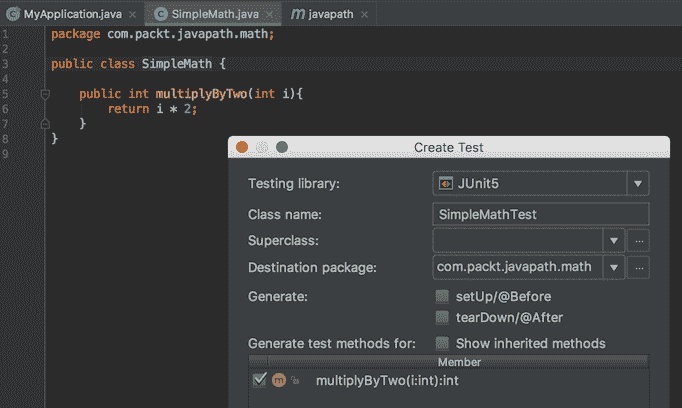 MyApplication.java × SimpleMath.java × javapath ×
1 package com.packt.javapath.math;
2
3 public class SimpleMath {
4
5 public int multiplyByTwo(int i){
6 return i * 2;
7 }
8 }
9
Create Test
Testing library: JUnit5
Class name: SimpleMathTest
Superclass: ...
Destination package: com.packt.javapath.math ...
Generate: setUp/@Before
tearDown/@After
Generate test methods for: Show inherited methods
Member
m multiplyByTwo(i:int):int